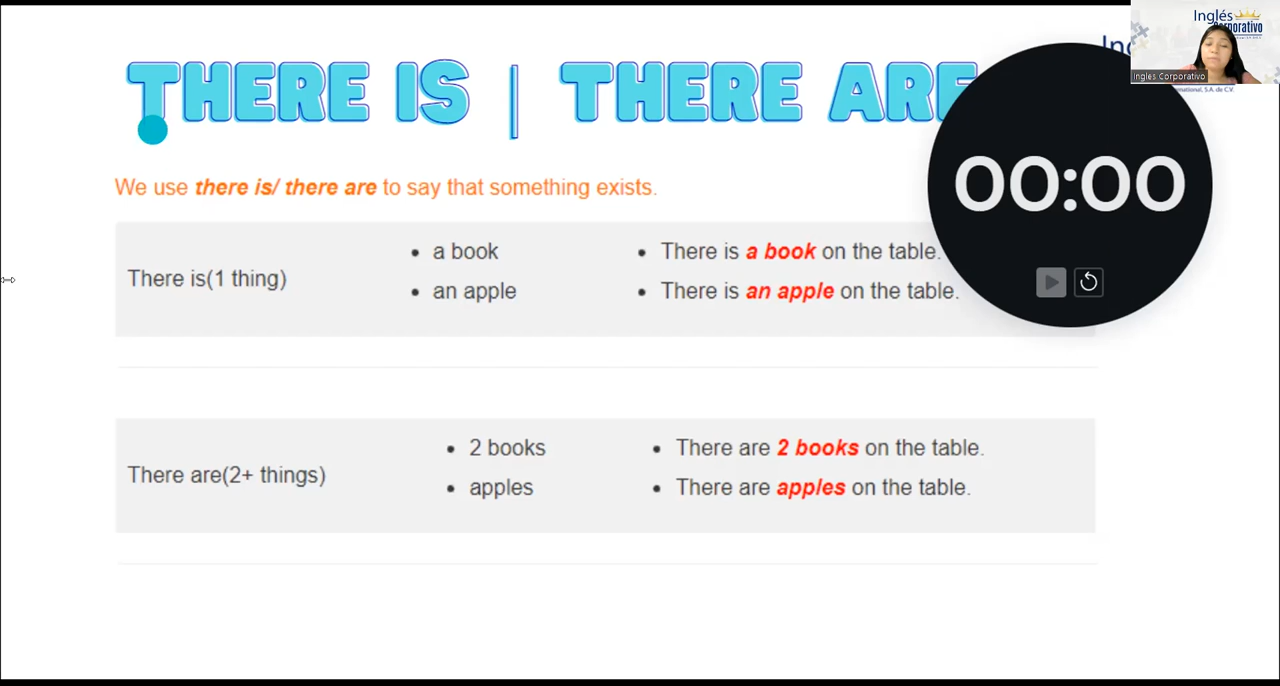 Inglés
Corporativo
Ingles Corporativo
THERE IS | THERE ARE
We use there is/ there are to say that something exists.
There is(1 thing)
• a book
• an apple
• There is a book on the table.
• There is an apple on the table.
00:00
There are(2+ things)
• 2 books
• apples
• There are 2 books on the table.
• There are apples on the table.